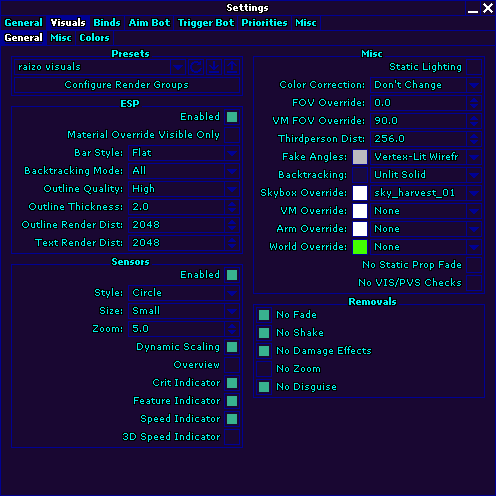 Settings
General Visuals Binds Aim Bot Trigger Bot Priorities Misc
General Misc Colors
Presets
raizo visuals
Configure Render Groups
ESP
Enabled
Material Override Visible Only
Bar Style: Flat
Backtracking Mode: All
Outline Quality: High
Outline Thickness: 2.0
Outline Render Dist: 2048
Text Render Dist: 2048
Sensors
Enabled
Style: Circle
Size: Small
Zoom: 5.0
Dynamic Scaling
Overview
Crit Indicator
Feature Indicator
Speed Indicator
3D Speed Indicator
Misc
Static Lighting
Color Correction: Don't Change
FOV Override: 0.0
VM FOV Override: 90.0
Thirdperson Dist: 256.0
Fake Angles: Vertex-Lit Wirefr
Backtracking: Unlit Solid
Skybox Override: sky_harvest_01
VM Override: None
Arm Override: None
World Override: None
No Static Prop Fade
No VIS/PVS Checks
Removals
No Fade
No Shake
No Damage Effects
No Zoom
No Disguise